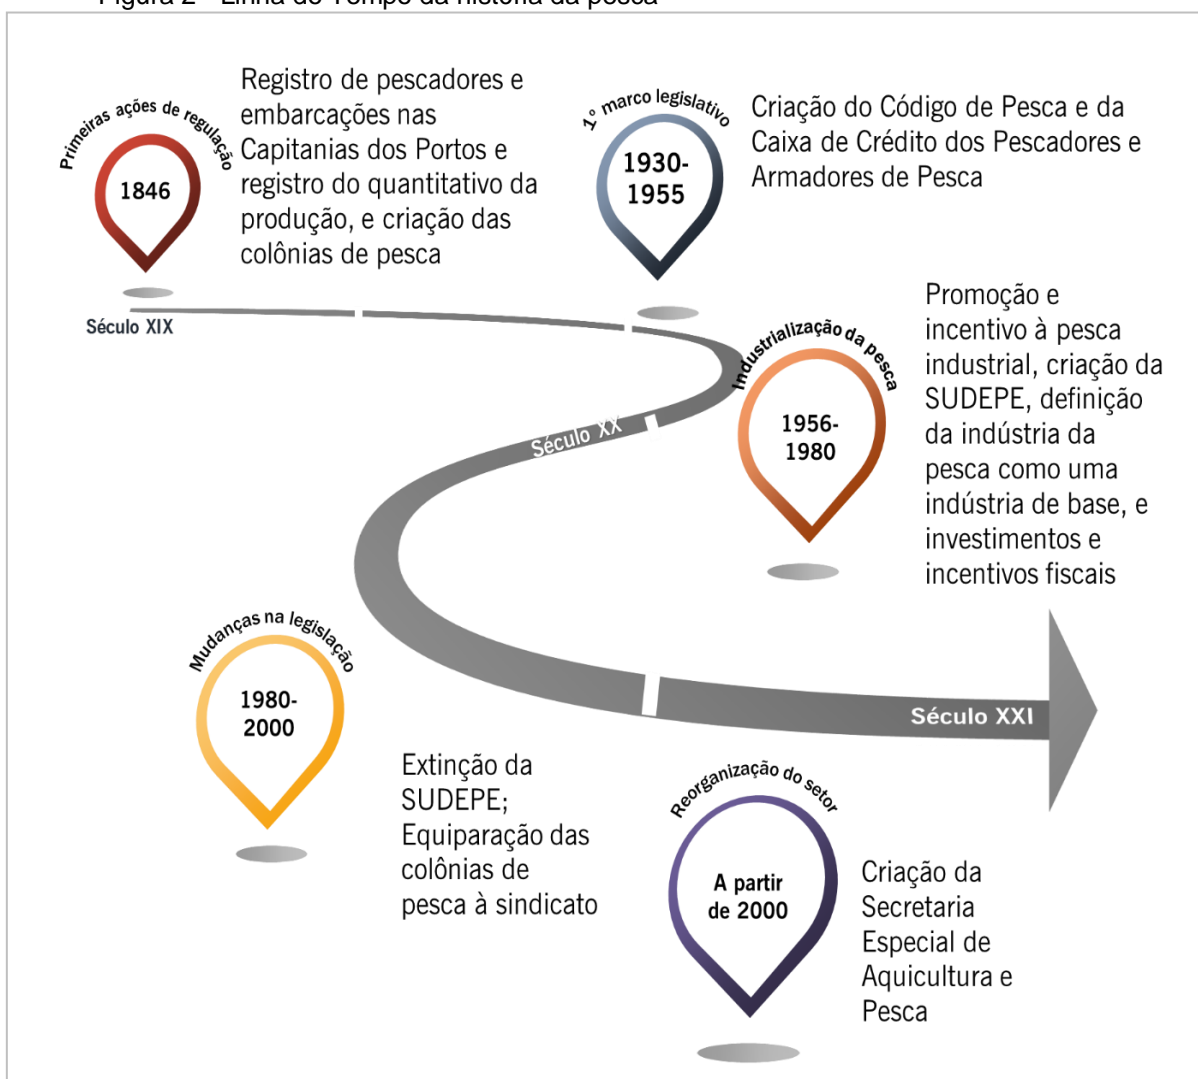 Figura 2 - Linha do Tempo da história da pesca
Primeiras ações de regulação
1846
Registro de pescadores e
embarcações nas
Capitanias dos Portos e
registro do quantitativo da
produção, e criação das
colônias de pesca
1º marco legislativo
1930-
1955
Criação do Código de Pesca e da
Caixa de Crédito dos Pescadores e
Armadores de Pesca
Século XIX
Industrialização da pesca
1956-
1980
Promoção e
incentivo à pesca
industrial, criação da
SUDEPE, definição
da indústria da
pesca como uma
indústria de base, e
investimentos e
incentivos fiscais
Século XX
Mudanças na legislação
1980-
2000
Extinção da
SUDEPE;
Equiparação das
colônias de
pesca à sindicato
Século XXI
Reorganização do setor
A partir
de 2000
Criação da
Secretaria
Especial de
Aquicultura e
Pesca